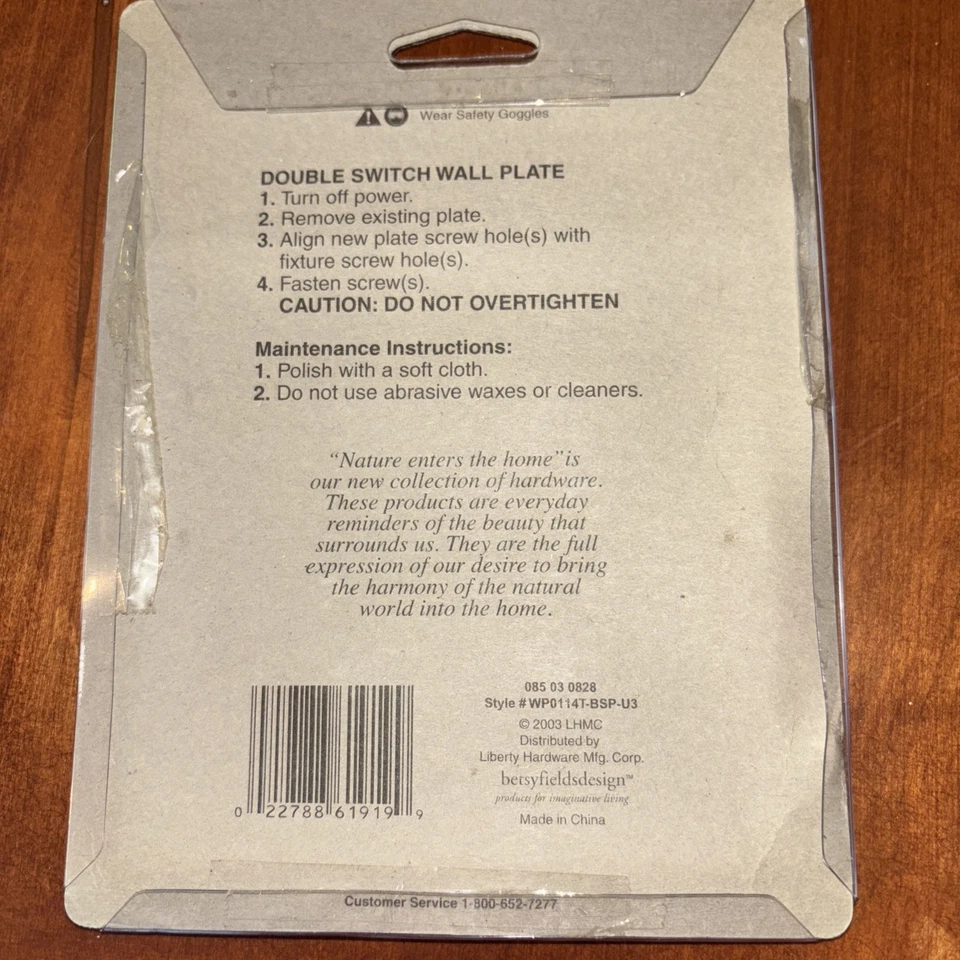 Wear Safety Goggles
DOUBLE SWITCH WALL PLATE
1. Turn off power.
2. Remove existing plate.
3. Align new plate screw hole(s) with
fixture screw hole(s).
4. Fasten screw(s).
CAUTION: DO NOT OVERTIGHTEN
Maintenance Instructions:
1. Polish with a soft cloth.
2. Do not use abrasive waxes or cleaners.
“Nature enters the home” is
our new collection of hardware.
These products are everyday
reminders of the beauty that
surrounds us. They are the full
expression of our desire to bring
the harmony of the natural
world into the home.
085 03 0828
Style # WP0114T-BSP-U3
© 2003 LHMC
Distributed by
Liberty Hardware Mfg. Corp.
betsyfieldsdesign™
products for imaginative living
Made in China
0 22788 61919 9
Customer Service 1-800-652-7277